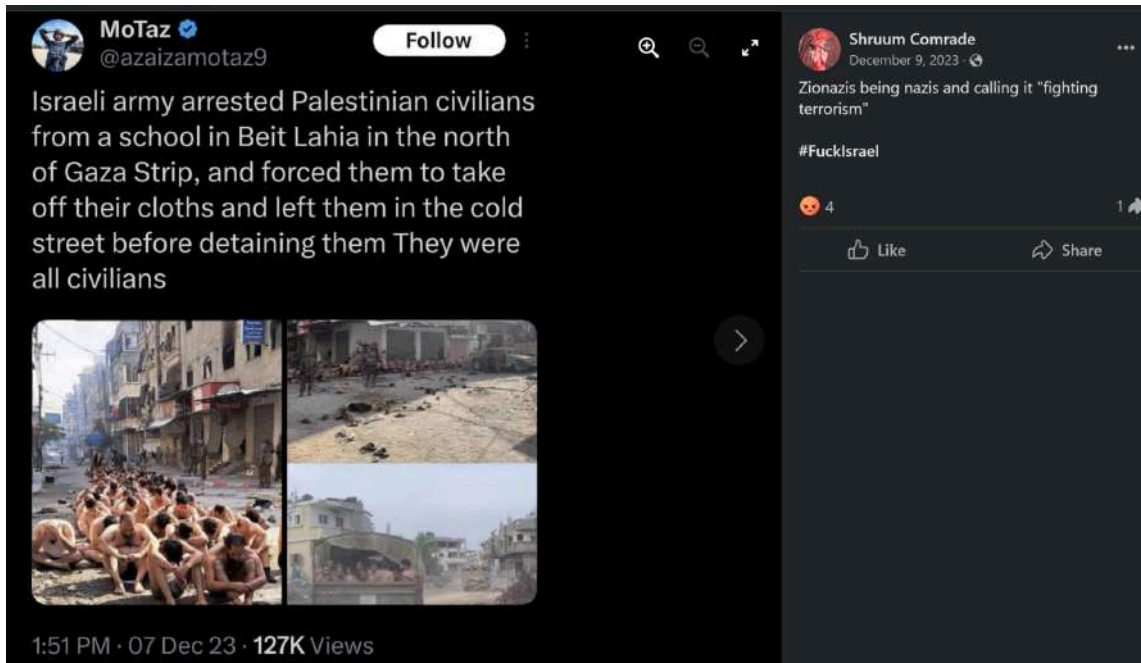 MoTaz
@azaizamotaz9
Follow
Israeli army arrested Palestinian civilians
from a school in Beit Lahia in the north
of Gaza Strip, and forced them to take
off their cloths and left them in the cold
street before detaining them They were
all civilians
1:51 PM · 07 Dec 23 · 127K Views
Shruum Comrade
December 9, 2023 ·
Zionazis being nazis and calling it "fighting
terrorism"
#FuckIsrael
4
1
Like
Share